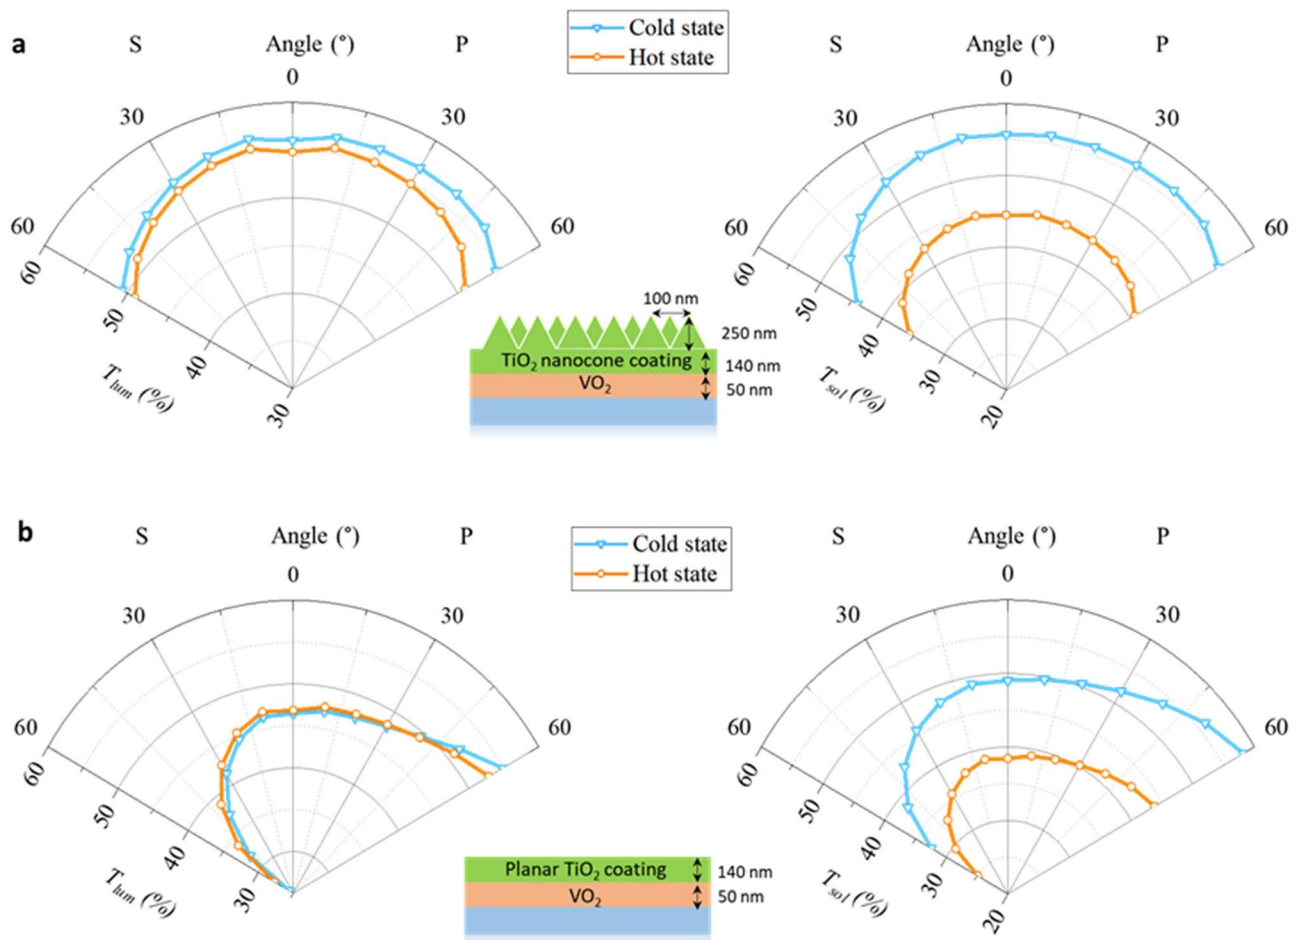 a
S
Angle (°)
P
Cold state
Hot state
S
Angle (°)
P
0
30
30
60
60
60
50
40
30
T_lum (%)
0
30
30
60
60
60
50
40
30
20
T_sol (%)
100 nm
250 nm
TiO₂ nanocone coating
140 nm
VO₂
50 nm
b
S
Angle (°)
P
Cold state
Hot state
S
Angle (°)
P
0
30
30
60
60
60
50
40
30
T_lum (%)
0
30
30
60
60
60
50
40
30
20
T_sol (%)
Planar TiO₂ coating
140 nm
VO₂
50 nm